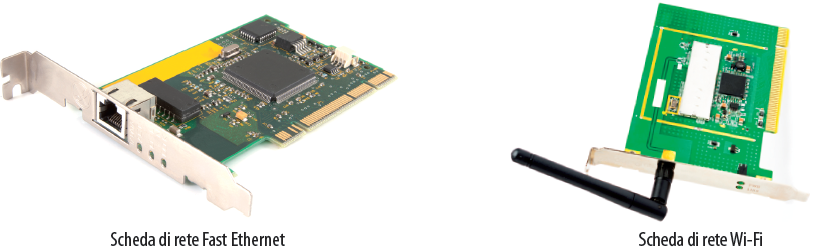 Scheda di rete Fast Ethernet
Scheda di rete Wi-Fi